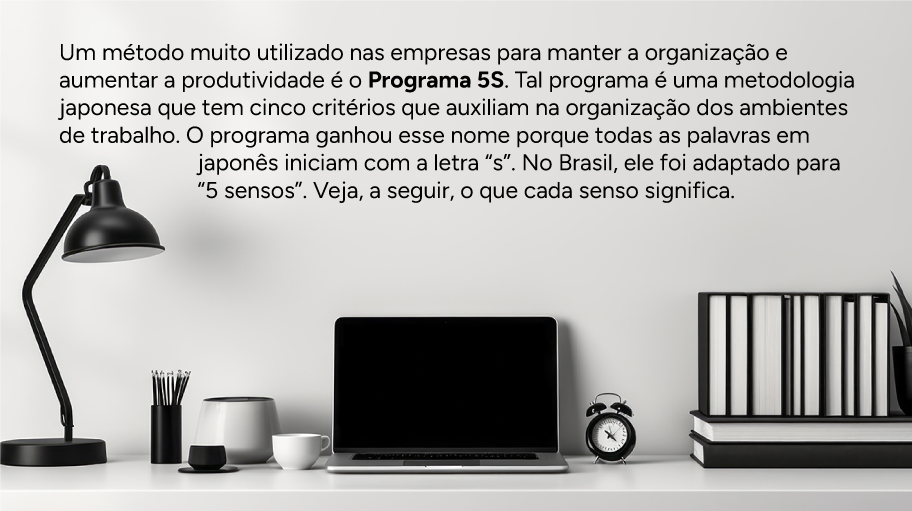 Um método muito utilizado nas empresas para manter a organização e
aumentar a produtividade é o Programa 5S. Tal programa é uma metodologia
japonesa que tem cinco critérios que auxiliam na organização dos ambientes
de trabalho. O programa ganhou esse nome porque todas as palavras em
japonês iniciam com a letra “s”. No Brasil, ele foi adaptado para
“5 sensos”. Veja, a seguir, o que cada senso significa.